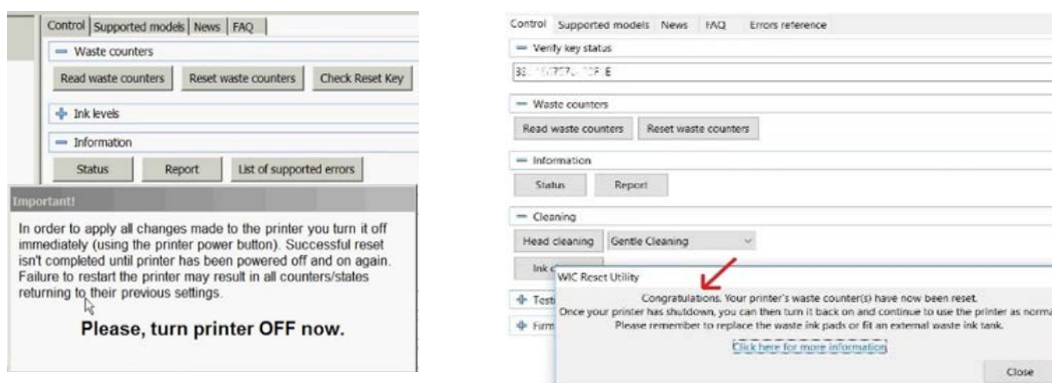 Control Supported models News FAQ
Waste counters
Read waste counters Reset waste counters Check Reset Key
Ink levels
Information
Status Report List of supported errors
Important!
In order to apply all changes made to the printer you turn it off
immediately (using the printer power button). Successful reset
isn't completed until printer has been powered off and on again.
Failure to restart the printer may result in all counters/states
returning to their previous settings.
Please, turn printer OFF now.
Control Supported models News FAQ Errors reference
Verify key status
Waste counters
Read waste counters Reset waste counters
Information
Status Report
Cleaning
Head cleaning Gentle Cleaning
Ink
WIC Reset Utility
Testi
Firm
Congratulations. Your printer's waste counter(s) have now been reset.
Once your printer has shutdown, you can then turn it back on and continue to use the printer as norma
Please remember to replace the waste ink pads or fit an external waste ink tank.
Click here for more information
Close